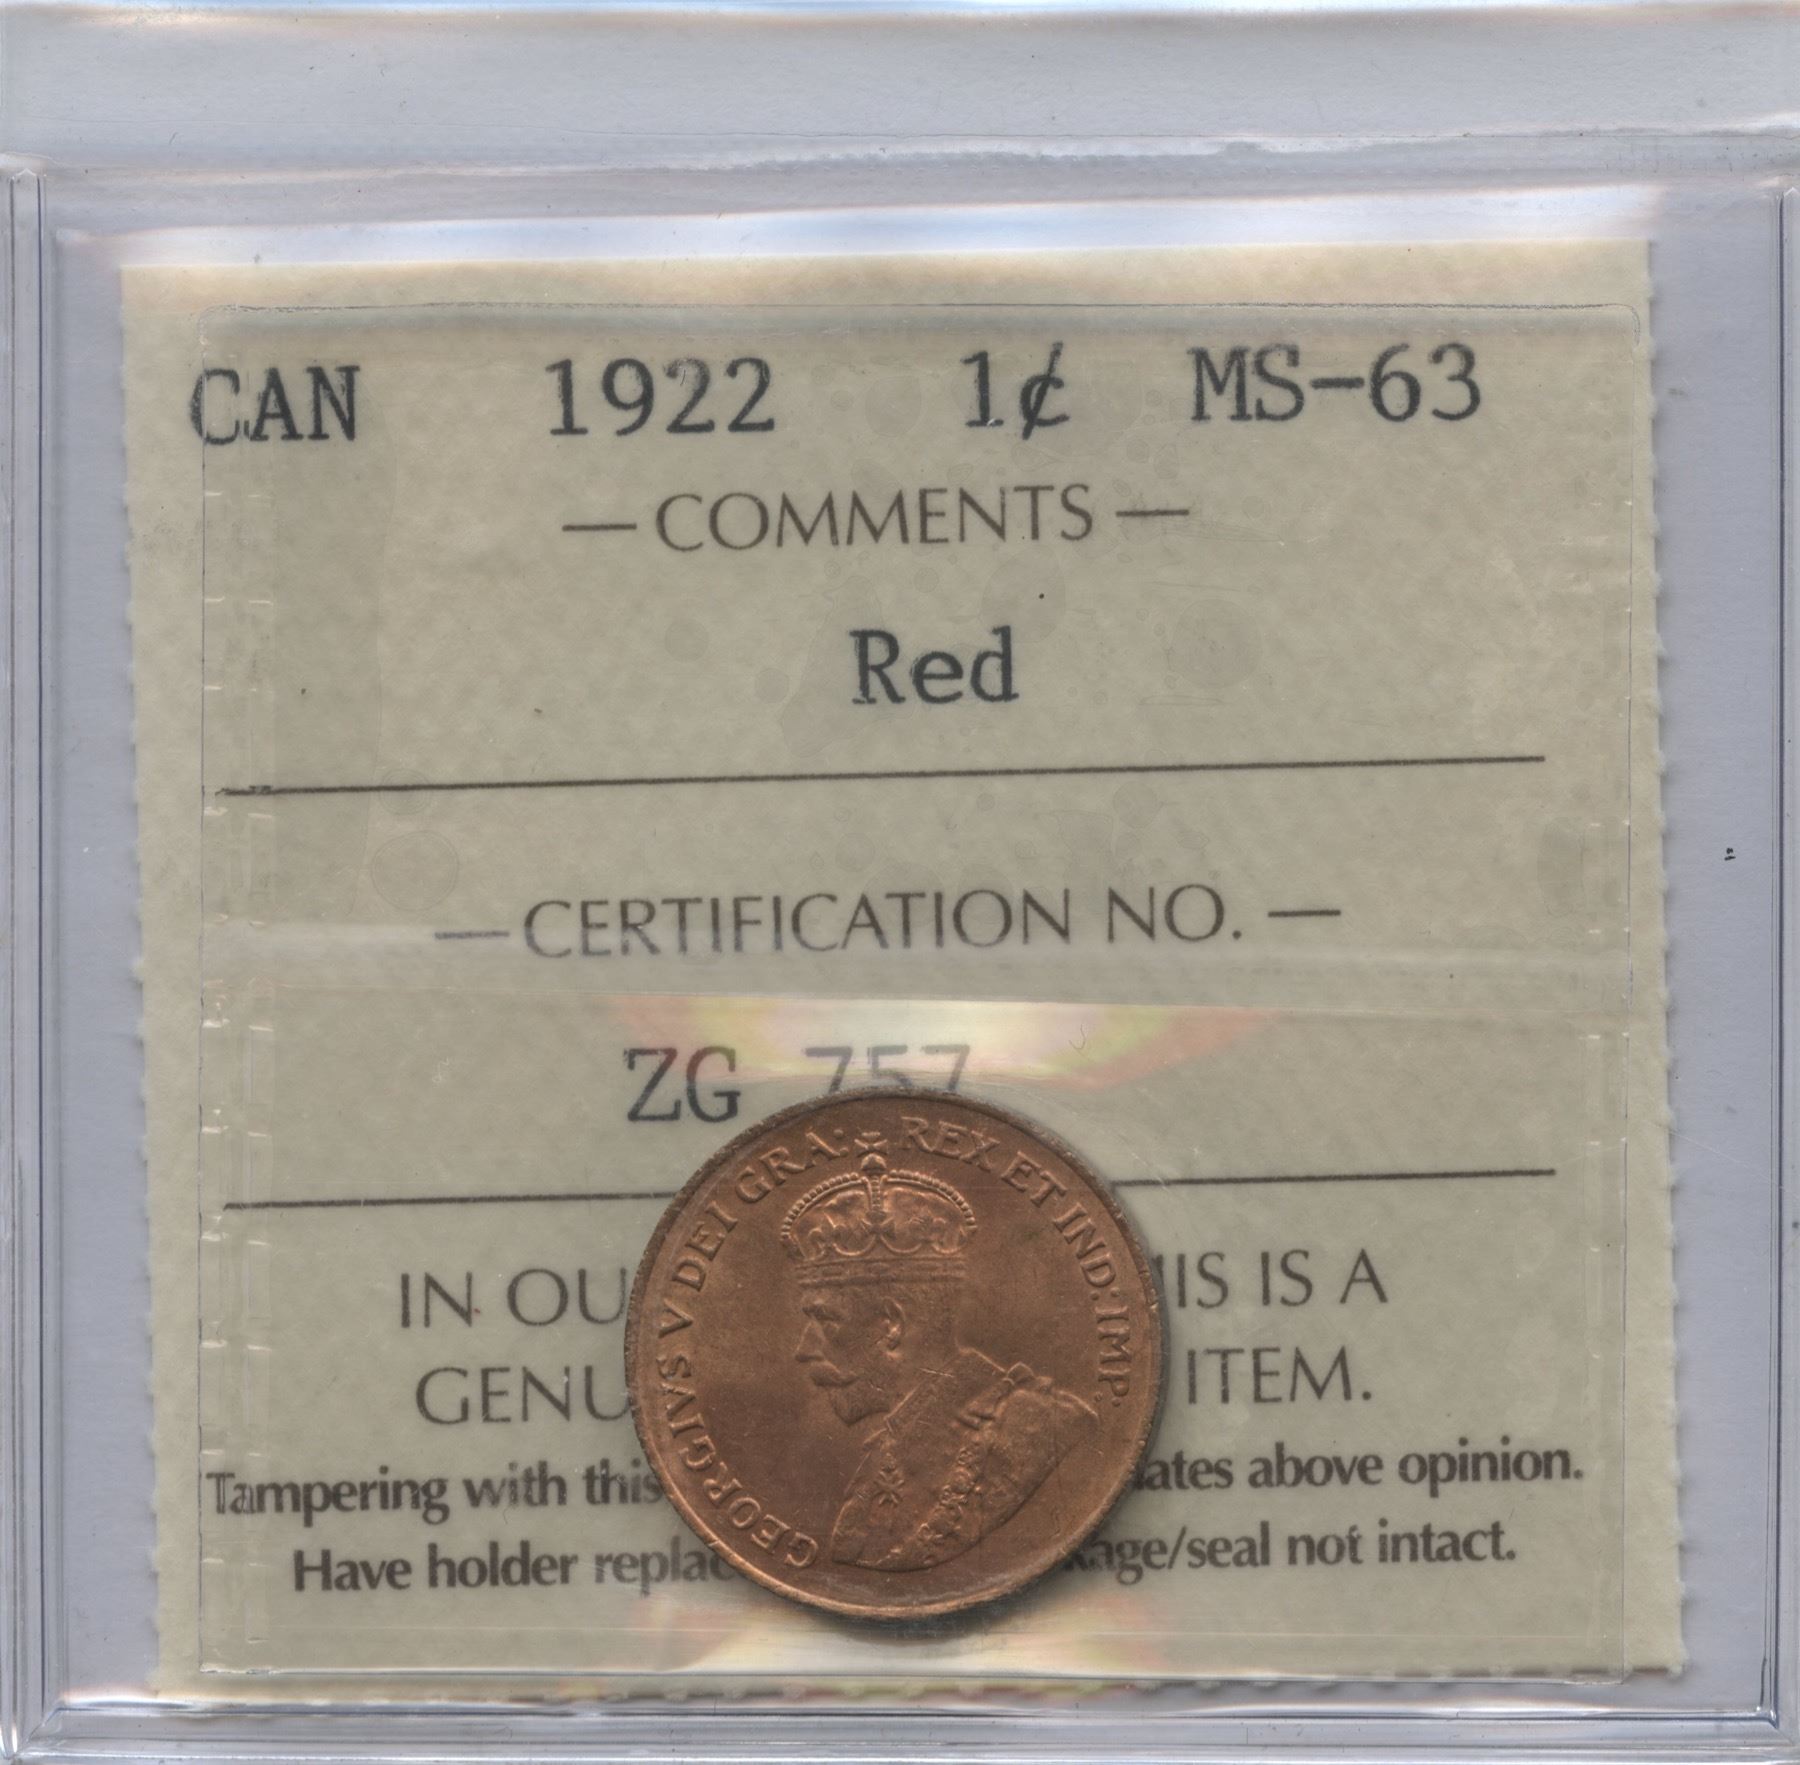 CAN 1922 1¢ MS-63
— COMMENTS —
Red
— CERTIFICATION NO. —
ZG 757
GEORGIVS V DEI GRA: REX ET IND: IMP:
IN OU IS IS A
GENU ITEM.
Tampering with this ates above opinion.
Have holder replac kage/seal not intact.